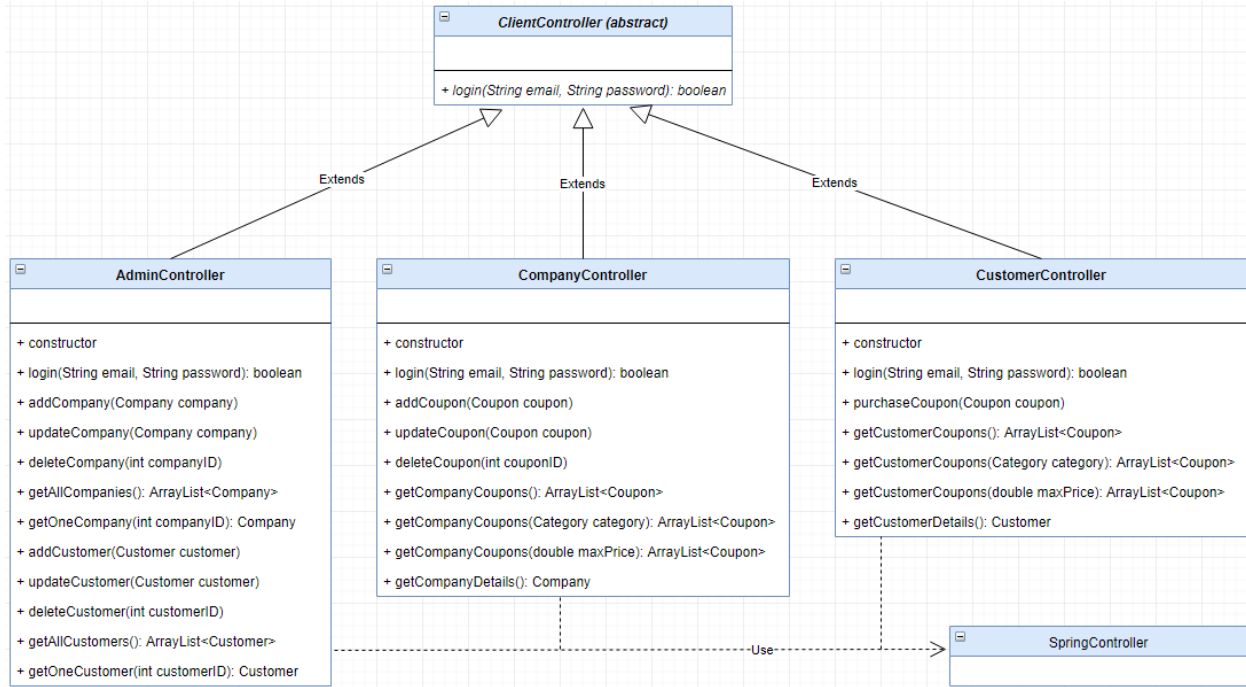 ClientController (abstract)
+ login(String email, String password): boolean
Extends
Extends
Extends
AdminController
+ constructor
+ login(String email, String password): boolean
+ addCompany(Company company)
+ updateCompany(Company company)
+ deleteCompany(int companyID)
+ getAllCompanies(): ArrayList<Company>
+ getOneCompany(int companyID): Company
+ addCustomer(Customer customer)
+ updateCustomer(Customer customer)
+ deleteCustomer(int customerID)
+ getAllCustomers(): ArrayList<Customer>
+ getOneCustomer(int customerID): Customer
CompanyController
+ constructor
+ login(String email, String password): boolean
+ addCoupon(Coupon coupon)
+ updateCoupon(Coupon coupon)
+ deleteCoupon(int couponID)
+ getCompanyCoupons(): ArrayList<Coupon>
+ getCompanyCoupons(Category category): ArrayList<Coupon>
+ getCompanyCoupons(double maxPrice): ArrayList<Coupon>
+ getCompanyDetails(): Company
CustomerController
+ constructor
+ login(String email, String password): boolean
+ purchaseCoupon(Coupon coupon)
+ getCustomerCoupons(): ArrayList<Coupon>
+ getCustomerCoupons(Category category): ArrayList<Coupon>
+ getCustomerCoupons(double maxPrice): ArrayList<Coupon>
+ getCustomerDetails(): Customer
Use
SpringController